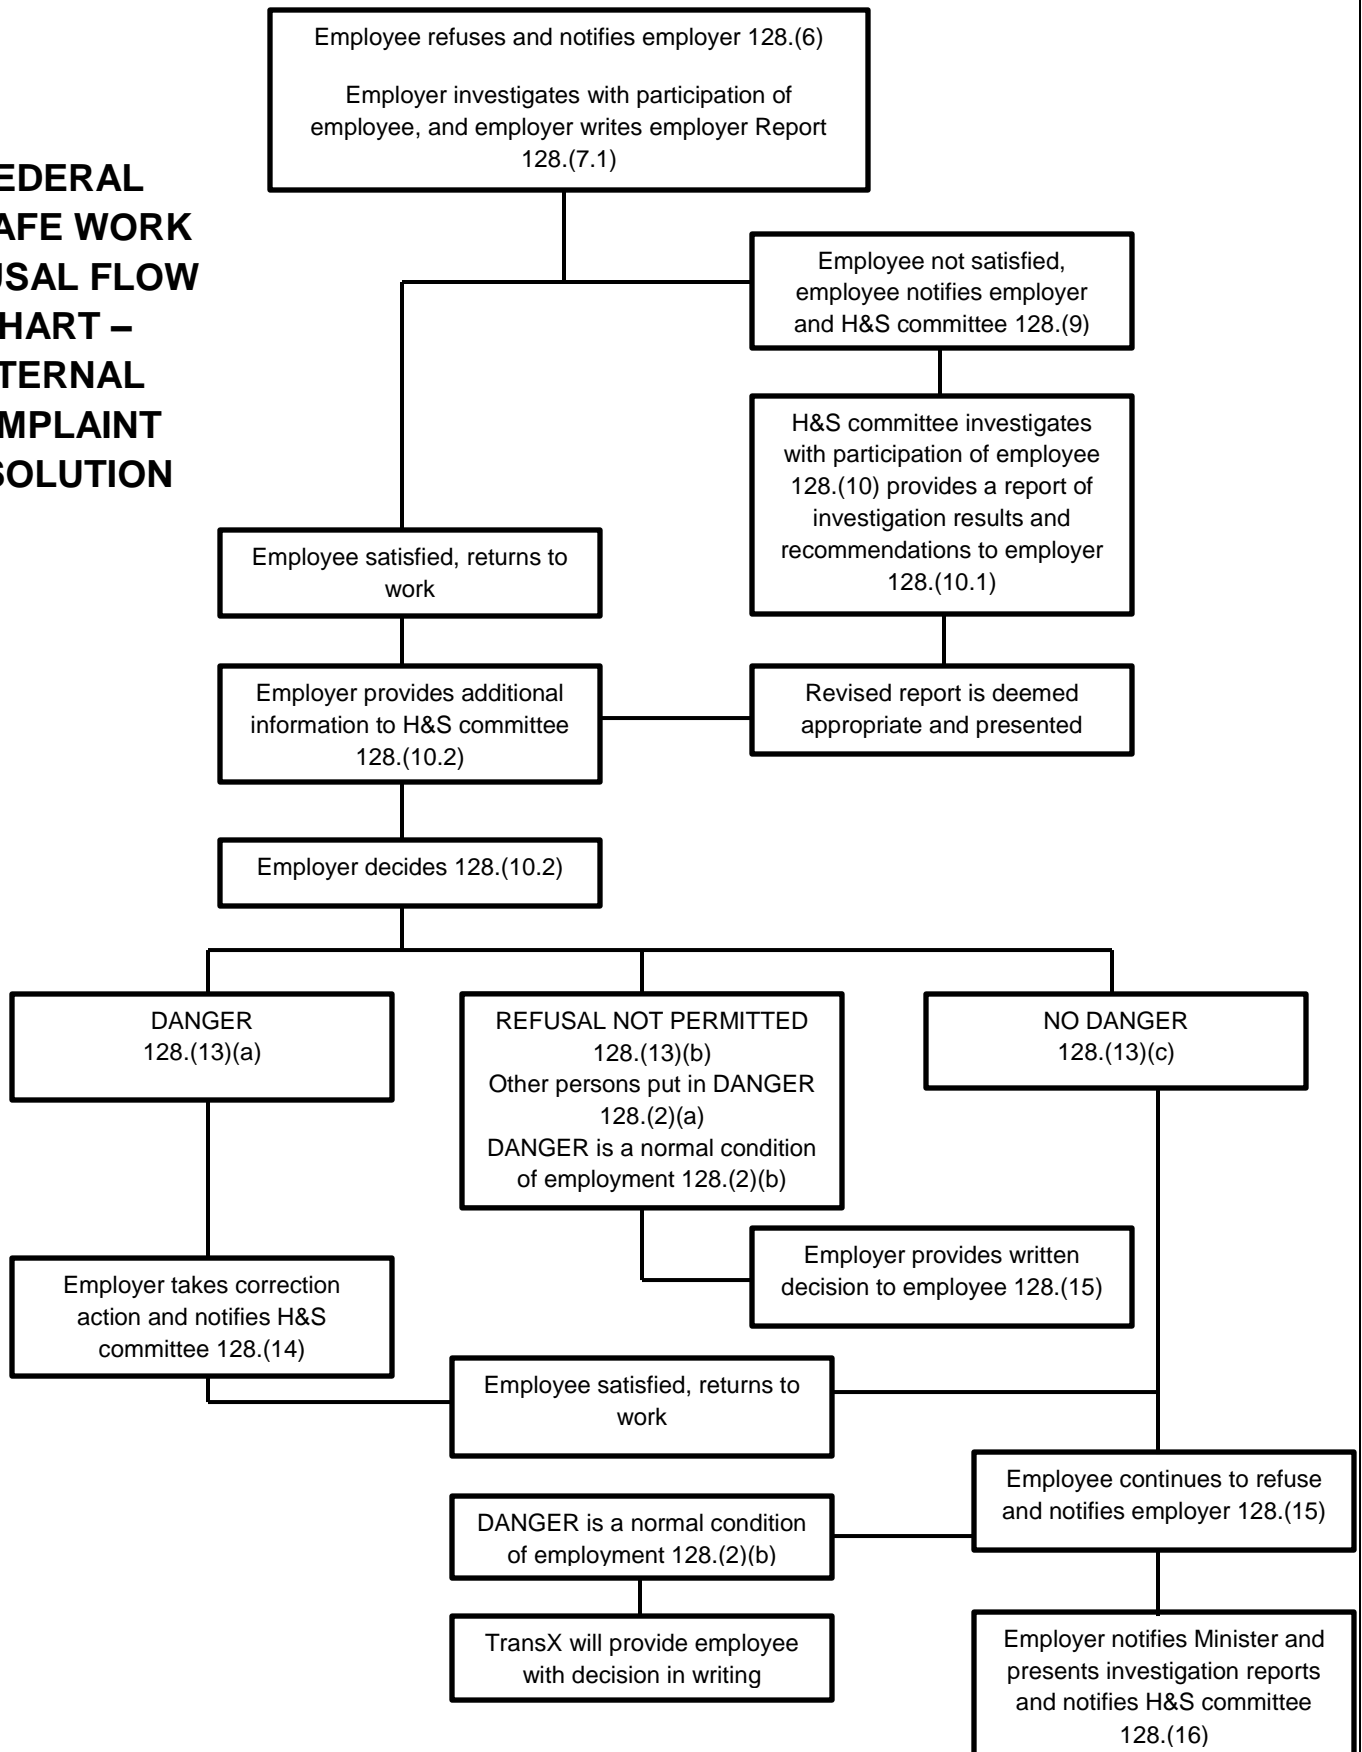 Employee refuses and notifies employer 128.(6)
Employer investigates with participation of
employee, and employer writes employer Report
128.(7.1)
EDERAL
AFE WORK
USAL FLOW
HART –
TERNAL
MPLAINT
SOLUTION
Employee not satisfied,
employee notifies employer
and H&S committee 128.(9)
H&S committee investigates
with participation of employee
128.(10) provides a report of
investigation results and
recommendations to employer
128.(10.1)
Employee satisfied, returns to
work
Employer provides additional
information to H&S committee
128.(10.2)
Revised report is deemed
appropriate and presented
Employer decides 128.(10.2)
DANGER
128.(13)(a)
REFUSAL NOT PERMITTED
128.(13)(b)
Other persons put in DANGER
128.(2)(a)
DANGER is a normal condition
of employment 128.(2)(b)
NO DANGER
128.(13)(c)
Employer provides written
decision to employee 128.(15)
Employer takes correction
action and notifies H&S
committee 128.(14)
Employee satisfied, returns to
work
Employee continues to refuse
and notifies employer 128.(15)
DANGER is a normal condition
of employment 128.(2)(b)
TransX will provide employee
with decision in writing
Employer notifies Minister and
presents investigation reports
and notifies H&S committee
128.(16)